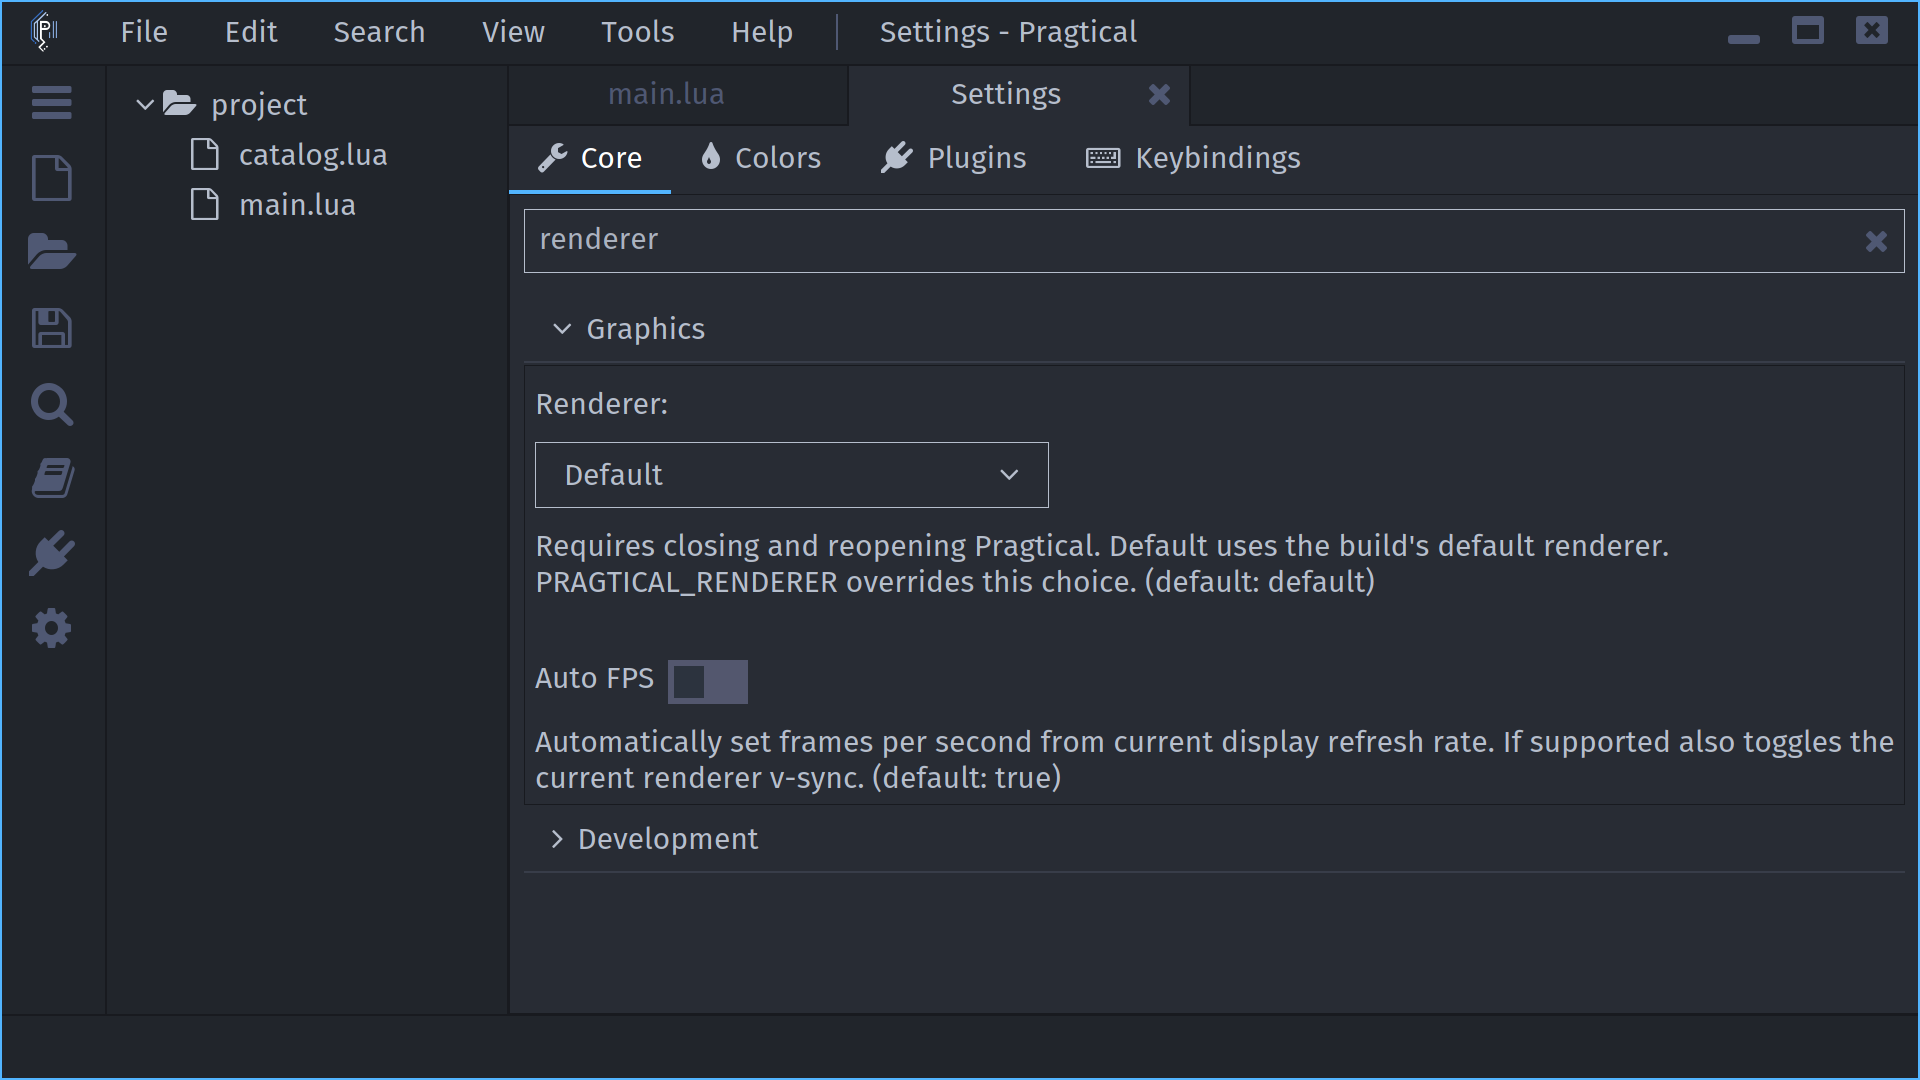 File Edit Search View Tools Help Settings - Pragtical
project
catalog.lua
main.lua
main.lua Settings
Core Colors Plugins Keybindings
renderer
Graphics
Renderer:
Default
Requires closing and reopening Pragtical. Default uses the build's default renderer.
PRAGTICAL_RENDERER overrides this choice. (default: default)
Auto FPS
Automatically set frames per second from current display refresh rate. If supported also toggles the
current renderer v-sync. (default: true)
Development